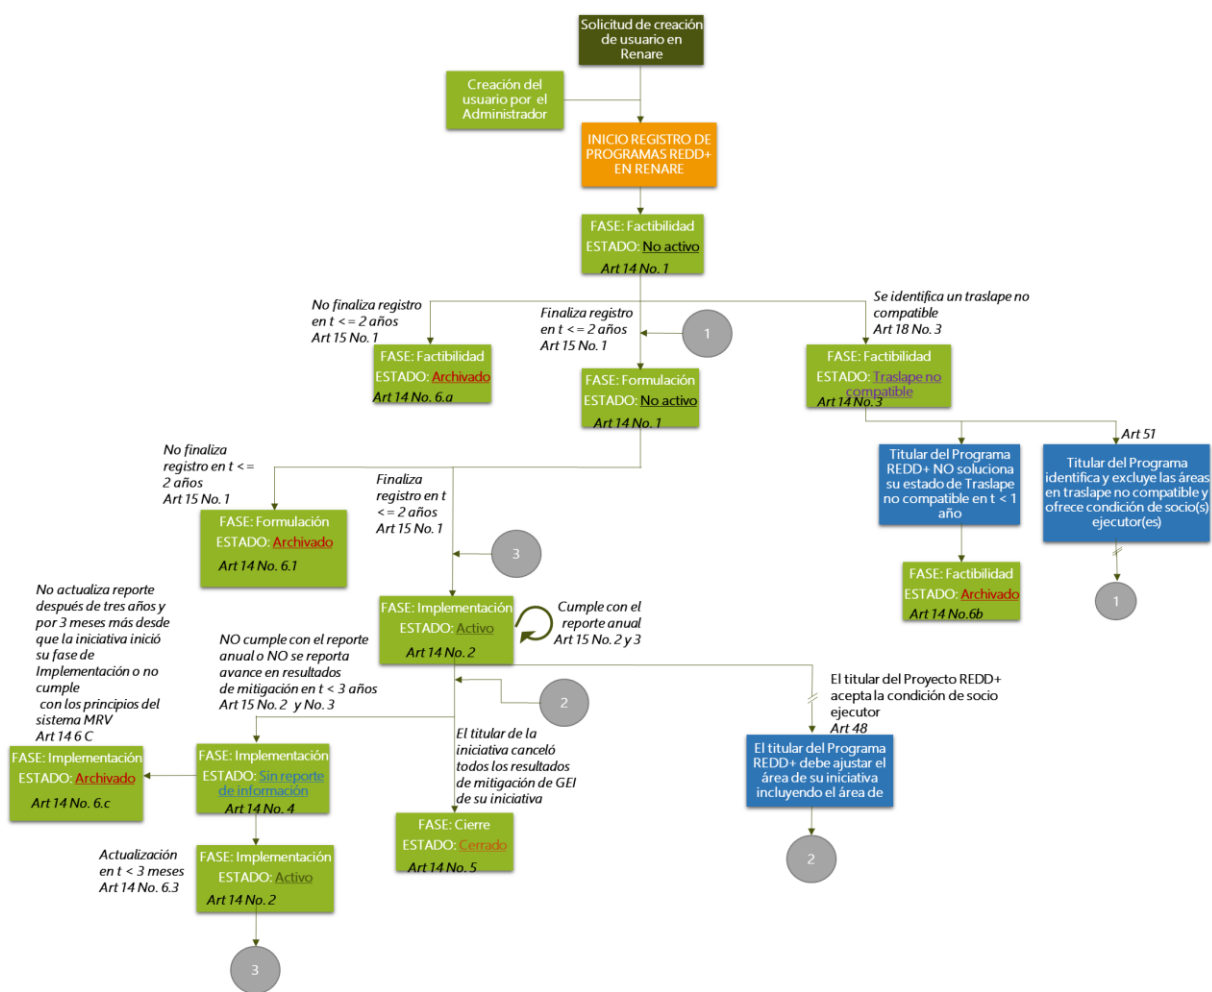 Solicitud de creación
de usuario en
Renare
Creación del
usuario por el
Administrador
INICIO REGISTRO DE
PROGRAMAS REDD+
EN RENARE
FASE: Factibilidad
ESTADO: No activo
Art 14 No. 1
No finaliza registro
en t < = 2 años
Art 15 No. 1
Finaliza registro
en t < = 2 años
Art 15 No. 1
1
Se identifica un traslape no
compatible
Art 18 No. 3
FASE: Factibilidad
ESTADO: Archivado
Art 14 No. 6.a
FASE: Formulación
ESTADO: No activo
Art 14 No. 1
FASE: Factibilidad
ESTADO: Traslape no
compatible
Art 14 No. 3
Art 51
Titular del Programa
REDD+ NO soluciona
su estado de Traslape
no compatible en t < 1
año
Titular del Programa
identifica y excluye las áreas
en traslape no compatible y
ofrece condición de socio(s)
ejecutor(es)
No finaliza
registro en t < =
2 años
Art 15 No. 1
Finaliza
registro en t
< = 2 años
Art 15 No. 1
FASE: Formulación
ESTADO: Archivado
Art 14 No. 6.1
3
FASE: Factibilidad
ESTADO: Archivado
Art 14 No.6b
1
No actualiza reporte
después de tres años y
por 3 meses más desde
que la iniciativa inició
su fase de
Implementación o no
cumple
con los principios del
sistema MRV
Art 14 6 C
FASE: Implementación
ESTADO: Activo
Art 14 No. 2
Cumple con el
reporte anual
Art 15 No. 2 y 3
NO cumple con el reporte
anual o NO se reporta
avance en resultados
de mitigación en t < 3 años
Art 15 No. 2 y No. 3
2
El titular del Proyecto REDD+
acepta la condición de socio
ejecutor
Art 48
El titular de la
iniciativa canceló
todos los resultados
de mitigación de GEI
de su iniciativa
FASE: Implementación
ESTADO: Archivado
Art 14 No. 6.c
FASE: Implementación
ESTADO: Sin reporte
de información
Art 14 No. 4
El titular del Programa
REDD+ debe ajustar el
área de su iniciativa
incluyendo el área de
FASE: Cierre
ESTADO: Cerrado
Art 14 No. 5
2
Actualización
en t < 3 meses
Art 14 No. 6.3
FASE: Implementación
ESTADO: Activo
Art 14 No. 2
3